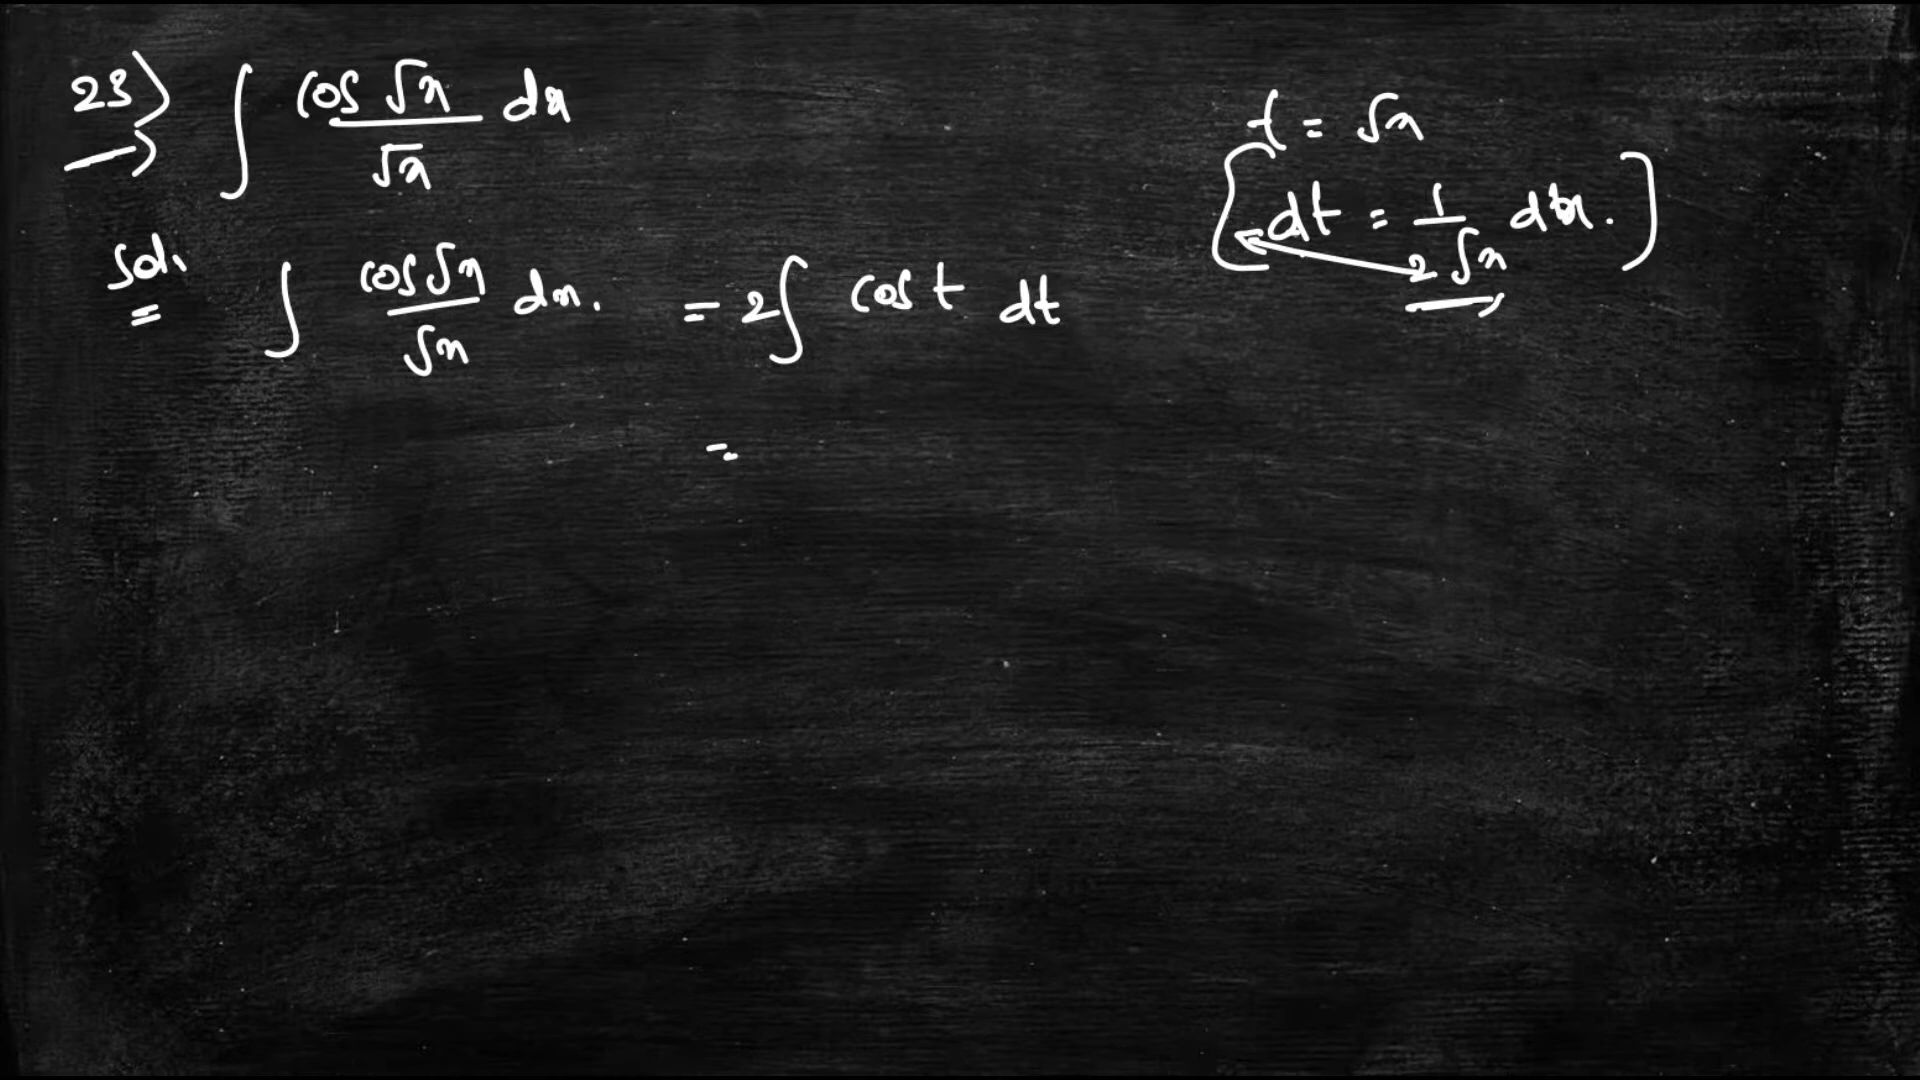 23) ∫ cos √x / √x dx
t = √x
[dt = 1 / 2√x dx.]
Sol. ∫ cos √x / √x dx. = 2∫ cos t dt
=